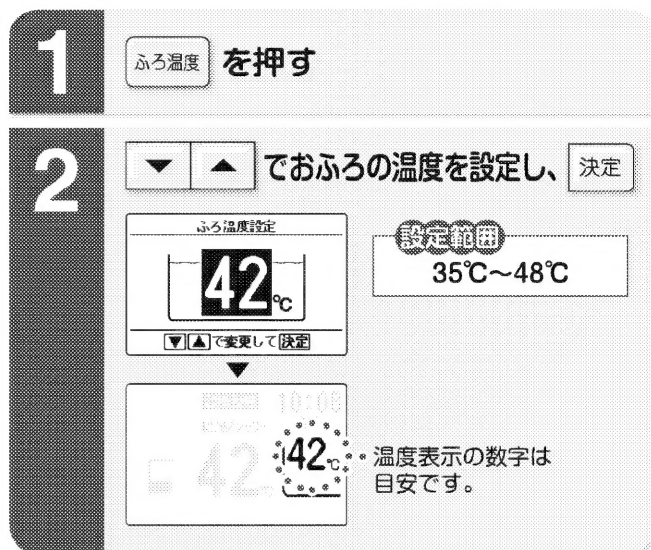 1
ふろ温度 を押す
2
▼ ▲ でおふろの温度を設定し、 決定
ふろ温度設定
42℃
設定範囲
35℃～48℃
▼▲で変更して決定
▼
10:08
42 42℃
温度表示の数字は
目安です。